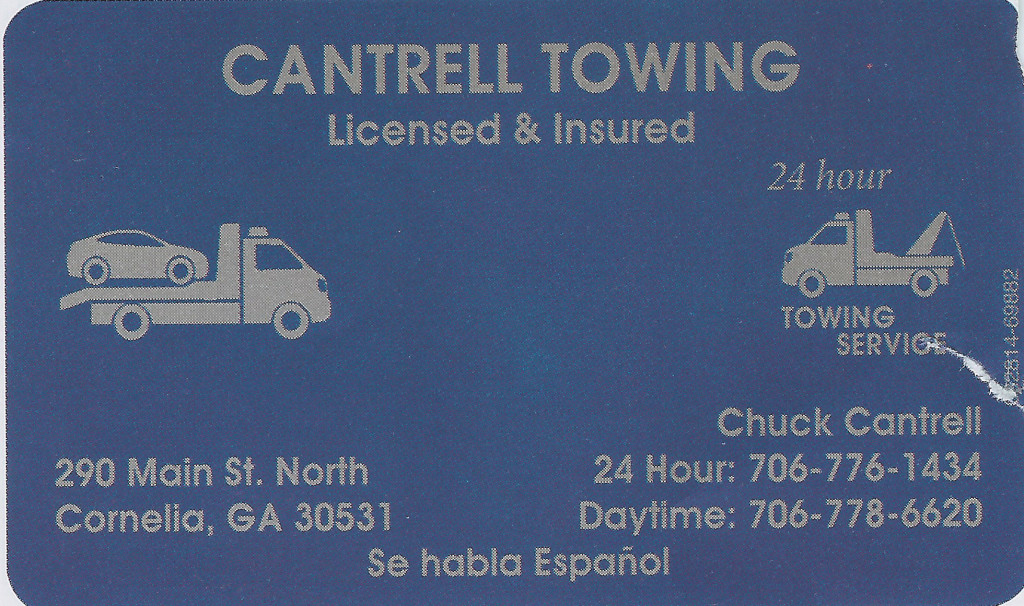 CANTRELL TOWING
Licensed & Insured
24 hour
TOWING
SERVICE
Chuck Cantrell
290 Main St. North
24 Hour: 706-776-1434
Cornelia, GA 30531
Daytime: 706-778-6620
Se habla Español